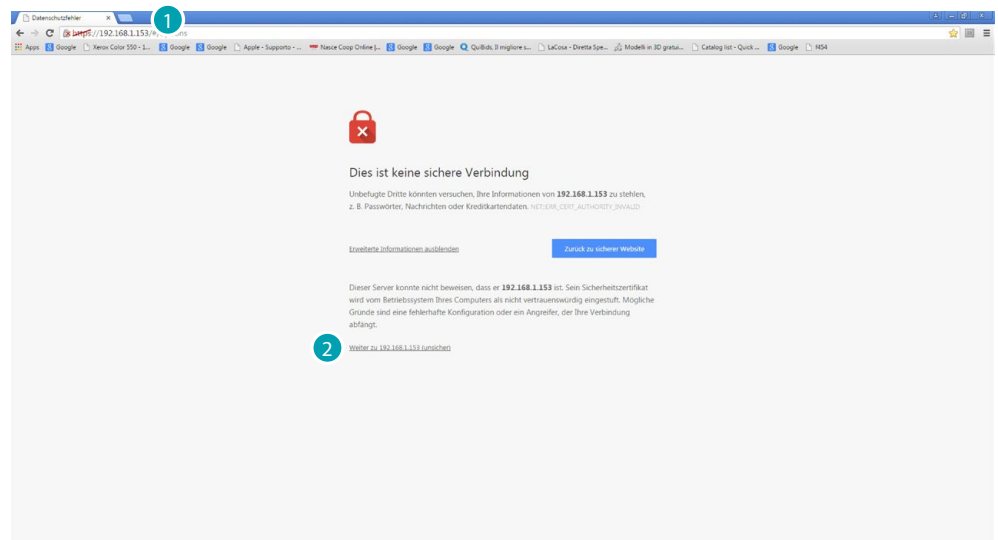 Datenschutzfehler
1
https://192.168.1.153/
Apps Google Xerox Color 550 - 1... Google Google Apple - Supporto - ... Nasce Coop Online |... Google Google QuiBids, Il migliore s... LaCosa - Diretta Spe... Modelli in 3D gratui... Catalog list - Quick ... Google f454
Dies ist keine sichere Verbindung
Unbefugte Dritte könnten versuchen, Ihre Informationen von 192.168.1.153 zu stehlen,
z. B. Passwörter, Nachrichten oder Kreditkartendaten. NET::ERR_CERT_AUTHORITY_INVALID
Erweiterte Informationen ausblenden
Zurück zu sicherer Website
Dieser Server konnte nicht beweisen, dass er 192.168.1.153 ist. Sein Sicherheitszertifikat
wird vom Betriebssystem Ihres Computers als nicht vertrauenswürdig eingestuft. Mögliche
Gründe sind eine fehlerhafte Konfiguration oder ein Angreifer, der Ihre Verbindung
abfängt.
2 Weiter zu 192.168.1.153 (unsicher)